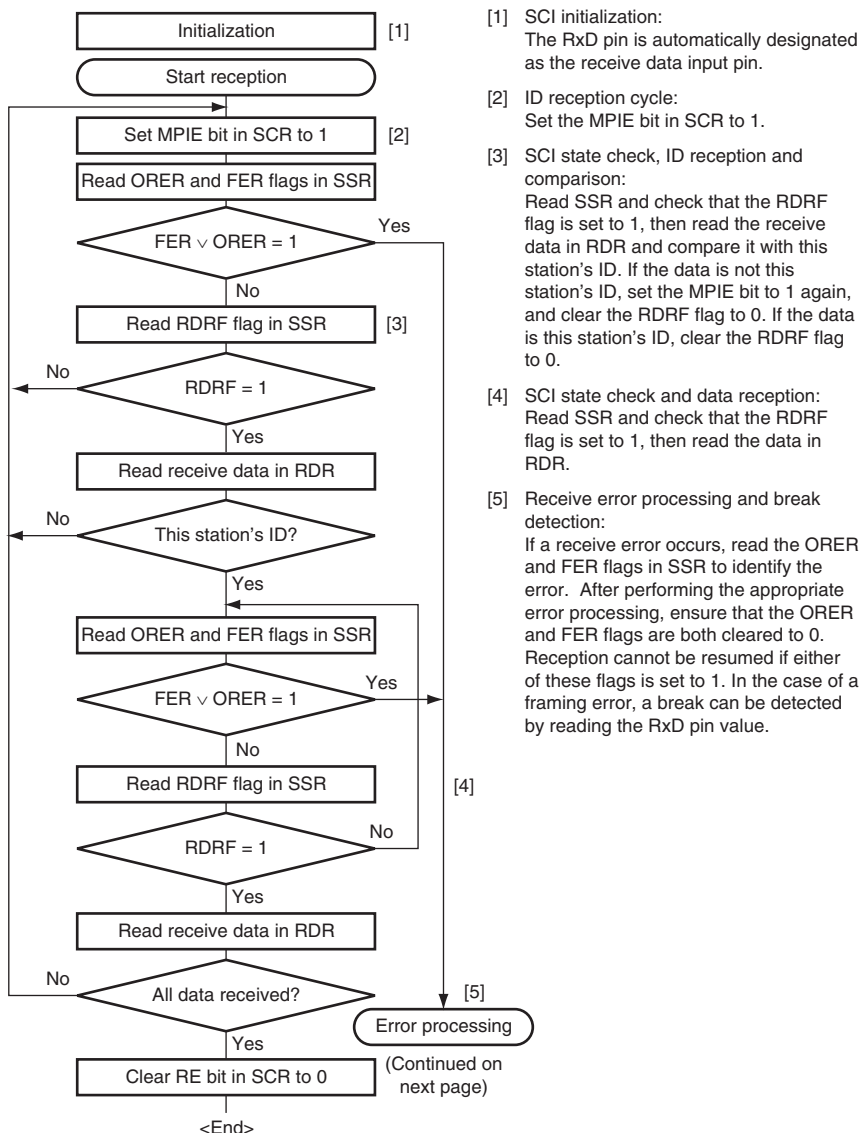 Initialization [1]
Start reception
Set MPIE bit in SCR to 1 [2]
Read ORER and FER flags in SSR
FER ∨ ORER = 1
Yes
No
Read RDRF flag in SSR [3]
RDRF = 1
No
Yes
Read receive data in RDR
This station's ID?
No
Yes
Read ORER and FER flags in SSR
FER ∨ ORER = 1
Yes
No
Read RDRF flag in SSR
[4]
RDRF = 1
No
Yes
Read receive data in RDR
All data received?
No
Yes
[5]
Error processing
(Continued on
next page)
Clear RE bit in SCR to 0
<End>
[1] SCI initialization:
The RxD pin is automatically designated
as the receive data input pin.
[2] ID reception cycle:
Set the MPIE bit in SCR to 1.
[3] SCI state check, ID reception and
comparison:
Read SSR and check that the RDRF
flag is set to 1, then read the receive
data in RDR and compare it with this
station's ID. If the data is not this
station's ID, set the MPIE bit to 1 again,
and clear the RDRF flag to 0. If the data
is this station's ID, clear the RDRF flag
to 0.
[4] SCI state check and data reception:
Read SSR and check that the RDRF
flag is set to 1, then read the data in
RDR.
[5] Receive error processing and break
detection:
If a receive error occurs, read the ORER
and FER flags in SSR to identify the
error. After performing the appropriate
error processing, ensure that the ORER
and FER flags are both cleared to 0.
Reception cannot be resumed if either
of these flags is set to 1. In the case of a
framing error, a break can be detected
by reading the RxD pin value.